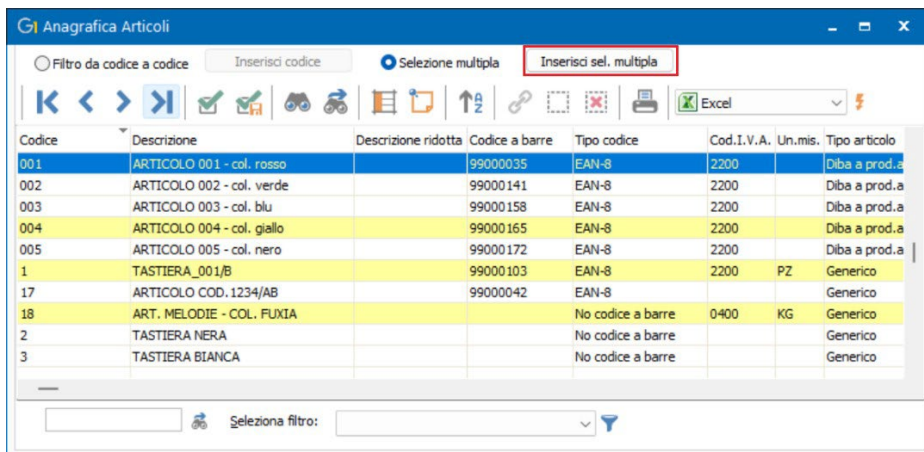 G1 Anagrafica Articoli
Filtro da codice a codice Inserisci codice Selezione multipla Inserisci sel. multipla
Excel
Codice Descrizione Descrizione ridotta Codice a barre Tipo codice Cod.I.V.A. Un.mis. Tipo articolo
001 ARTICOLO 001 - col. rosso 99000035 EAN-8 2200 Diba a prod.a
002 ARTICOLO 002 - col. verde 99000141 EAN-8 2200 Diba a prod.a
003 ARTICOLO 003 - col. blu 99000158 EAN-8 2200 Diba a prod.a
004 ARTICOLO 004 - col. giallo 99000165 EAN-8 2200 Diba a prod.a
005 ARTICOLO 005 - col. nero 99000172 EAN-8 2200 Diba a prod.a
1 TASTIERA_001/B 99000103 EAN-8 2200 PZ Generico
17 ARTICOLO COD.1234/AB 99000042 EAN-8 Generico
18 ART. MELODIE - COL. FUXIA No codice a barre 0400 KG Generico
2 TASTIERA NERA No codice a barre Generico
3 TASTIERA BIANCA No codice a barre Generico
Seleziona filtro: